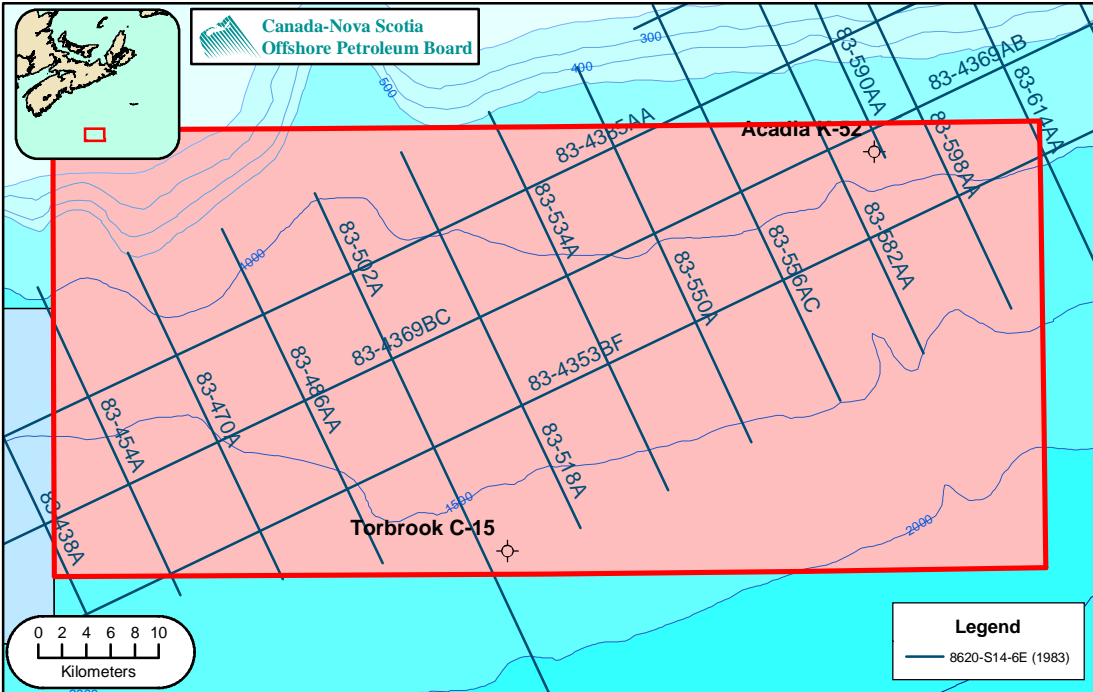 Canada-Nova Scotia
Offshore Petroleum Board
300
400
500
83-590AA
83-4369AB
83-614AA
83-4365AA
Acadia K-52
83-598AA
83-534A
83-582AA
83-502A
1000
83-550A
83-556AC
83-4369BC
83-4353BF
83-486AA
83-470A
83-454A
83-518A
1500
83-438A
Torbrook C-15
2000
0 2 4 6 8 10
Kilometers
Legend
8620-S14-6E (1983)